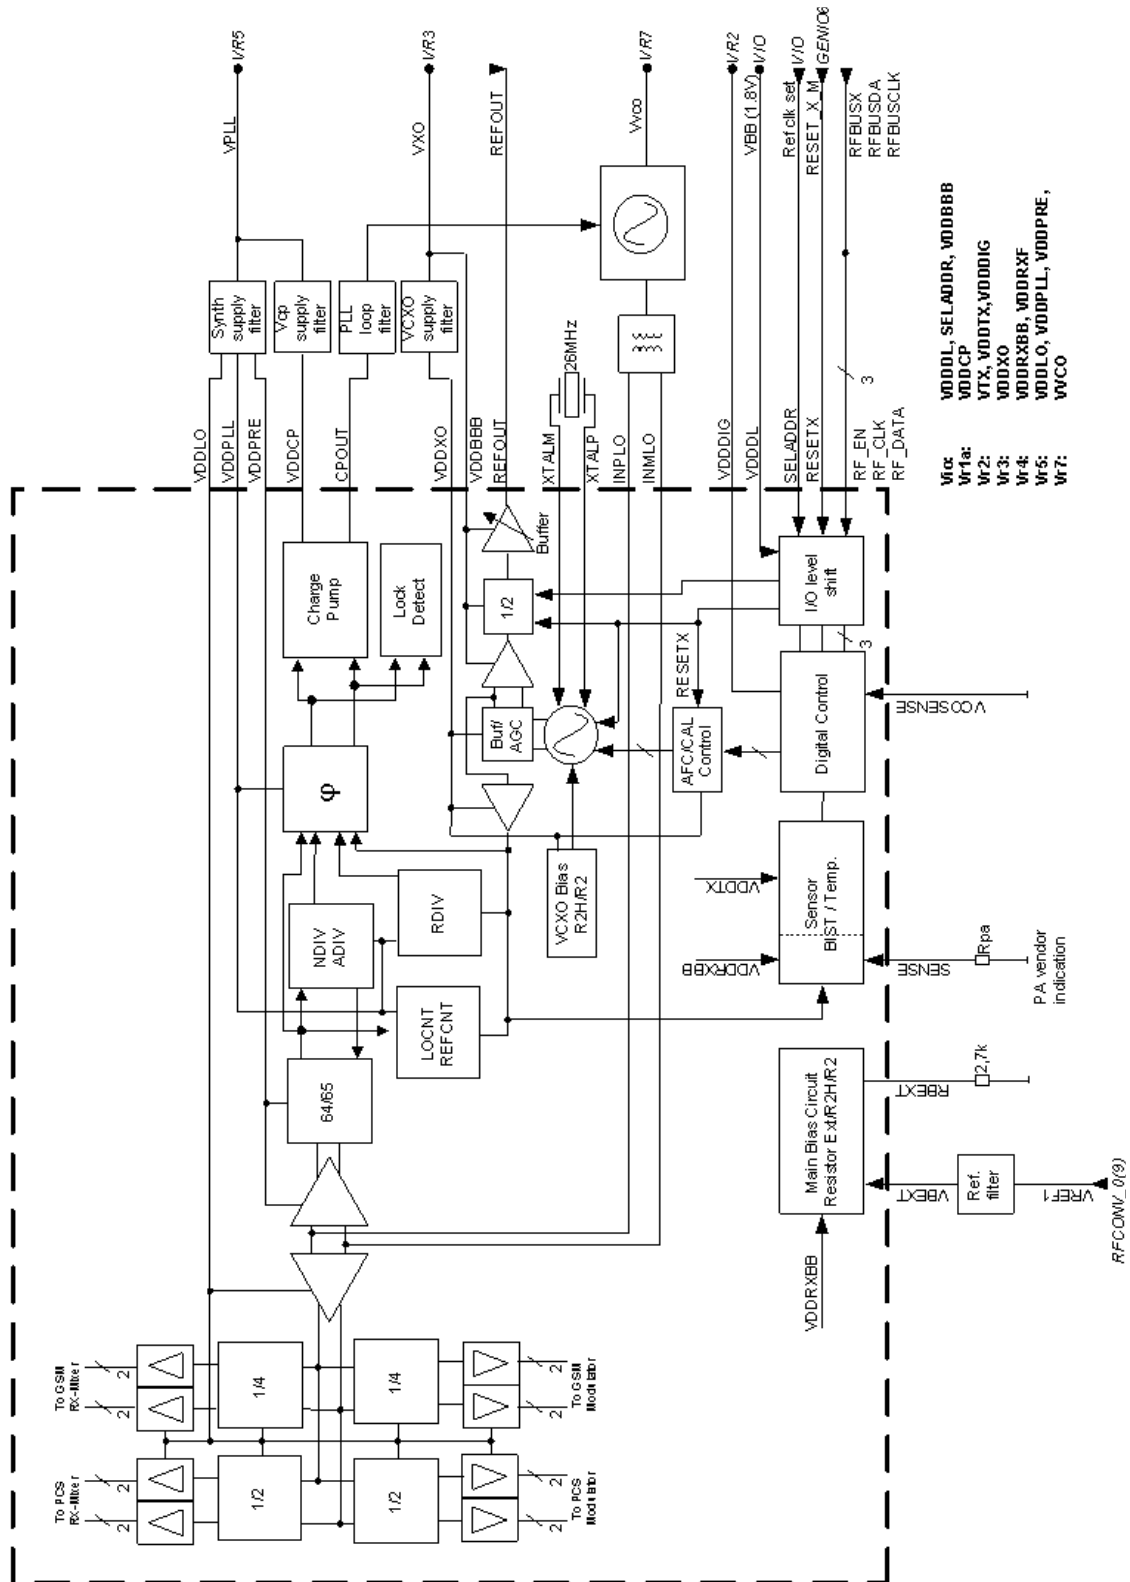 To PCS
RX-Mixer
To GSM
RX-Mixer
2
2
2
2
1/2
1/4
1/2
1/4
2
2
2
2
To PCS
Modulator
To GSM
Modulator
64/65
LOCNT
REFCNT
NDIV
ADIV
RDIV
φ
Charge
Pump
Lock
Detect
VDDLO
VDDPLL
VDDPRE
VDDCP
CPOUT
Synth
supply
filter
Vcp
supply
filter
PLL
loop
filter
VCXO
supply
filter
VPLL
VR5
VXO
VR3
REFOUT
VDDXO
VDDBBB
REFOUT
Buffer
1/2
Buf/
AGC
VCXO Bias
R2H/R2
XTALM
XTALP
26MHz
INPLO
INMLO
Vvco
VR7
RESETX
AFC/CAL
Control
VDDDIG
VDDDL
VR2
VBB (1.8V)
VIO
SELADDR
RESETX
Ref clk set
VIO
RESET_X_M
GENIO6
RF_EN
RF_CLK
RF_DATA
3
RFBUSX
RFBUSDA
RFBUSCLK
I/O level
shift
3
Digital Control
VCOSENSE
Sensor
BIST / Temp.
VDDTX
VDDRXBB
SENSE
Rpa
PA vendor
indication
Main Bias Circuit
Resistor Ext/R2H/R2
VDDRXBB
RBEXT
2,7k
VBEXT
Ref.
filter
VREF1
RFCONV_0(9)
Vio: VDDDL, SELADDR, VDDBBB
Vr1a: VDDCP
Vr2: VTX, VDDTX,VDDDIG
Vr3: VDDXO
Vr4: VDDRXBB, VDDRXF
Vr5: VDDLO, VDDPLL, VDDPRE,
Vr7: VVCO